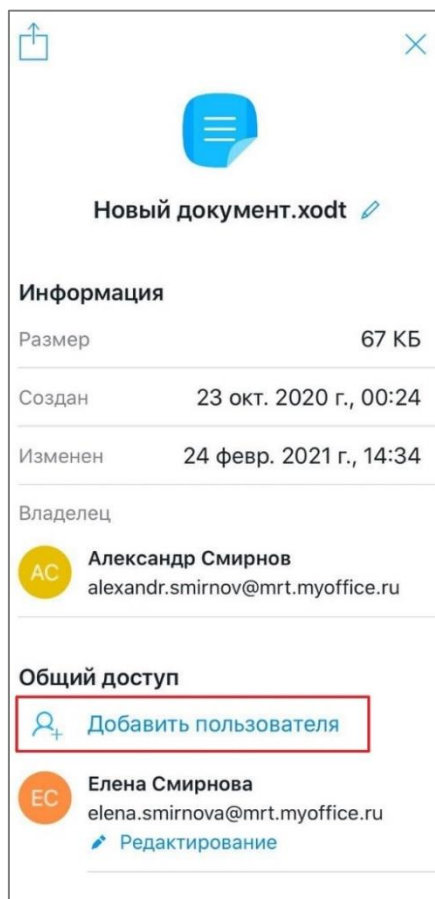 Новый документ.xodt
Информация
Размер 67 КБ
Создан 23 окт. 2020 г., 00:24
Изменен 24 февр. 2021 г., 14:34
Владелец
АС
Александр Смирнов
alexandr.smirnov@mrt.myoffice.ru
Общий доступ
Добавить пользователя
ЕС
Елена Смирнова
elena.smirnova@mrt.myoffice.ru
Редактирование